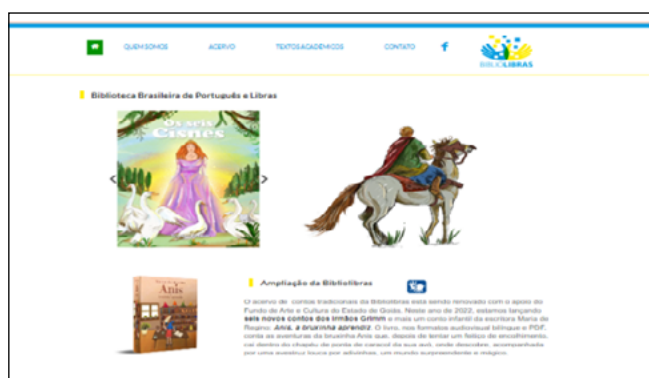 QUEM SOMOS ACERVO TEXTOS ACADÊMICOS CONTATO f
BIBLIOLIBRAS
Biblioteca Brasileira de Português e Libras
Os seis
Cisnes
Anis
Ampliação da Bibliolibras
O acervo de contos tradicionais da Bibliolibras está sendo renovado com o apoio do
Fundo de Arte e Cultura do Estado de Goiás. Neste ano de 2022, estamos lançando
seis novos contos dos Irmãos Grimm e mais um conto infantil da escritora Maria de
Regino: Anis, a bruxinha aprendiz. O livro, nos formatos audiovisual bilíngue e PDF,
conta as aventuras da bruxinha Anis que, depois de tentar um feitiço de encolhimento,
cai dentro do chapéu de ponta de caracol da sua avó, onde descobre, acompanhada
por uma avestruz louca por adivinhas, um mundo surpreendente e mágico.